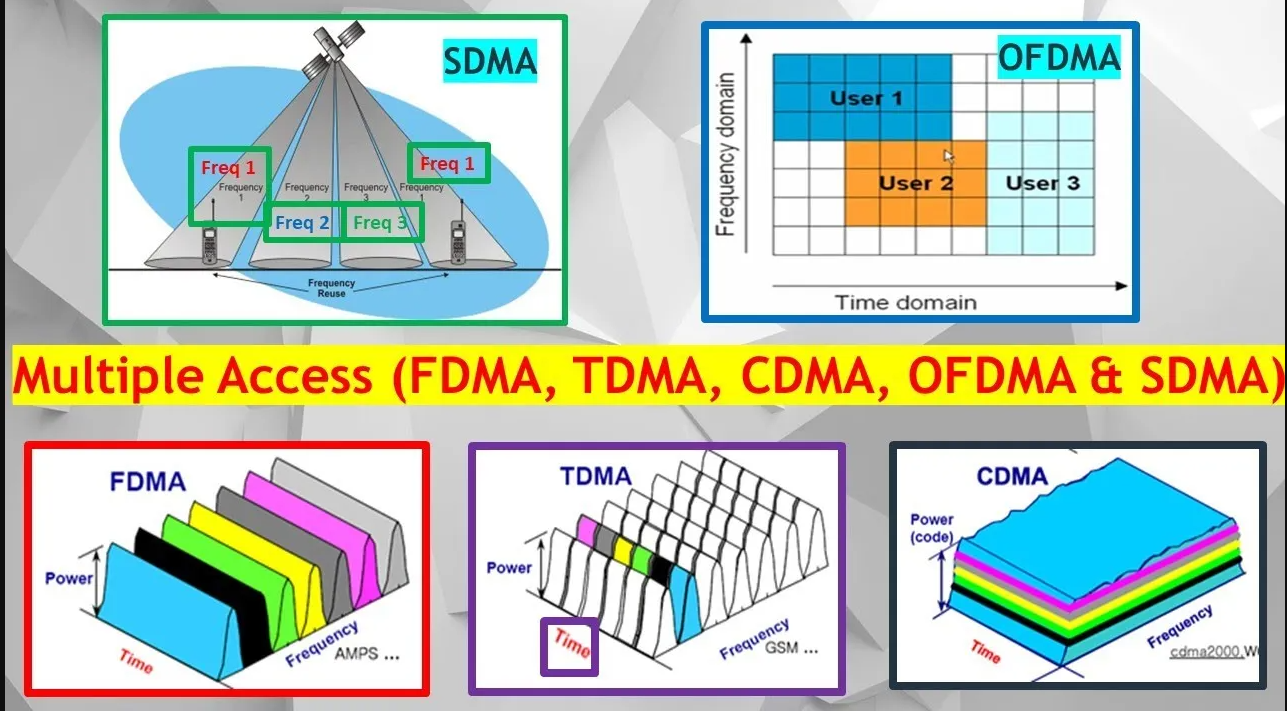 SDMA
Freq 1
Freq 1
Frequency
1
Frequency
2
Frequency
3
Frequency
1
Freq 2
Freq 3
Frequency
Reuse
OFDMA
Frequency domain
User 1
User 2
User 3
Time domain
Multiple Access (FDMA, TDMA, CDMA, OFDMA & SDMA)
FDMA
Power
Time
Frequency
AMPS ...
TDMA
Power
Time
Frequency
GSM ...
CDMA
Power
(code)
Time
Frequency
cdma2000,